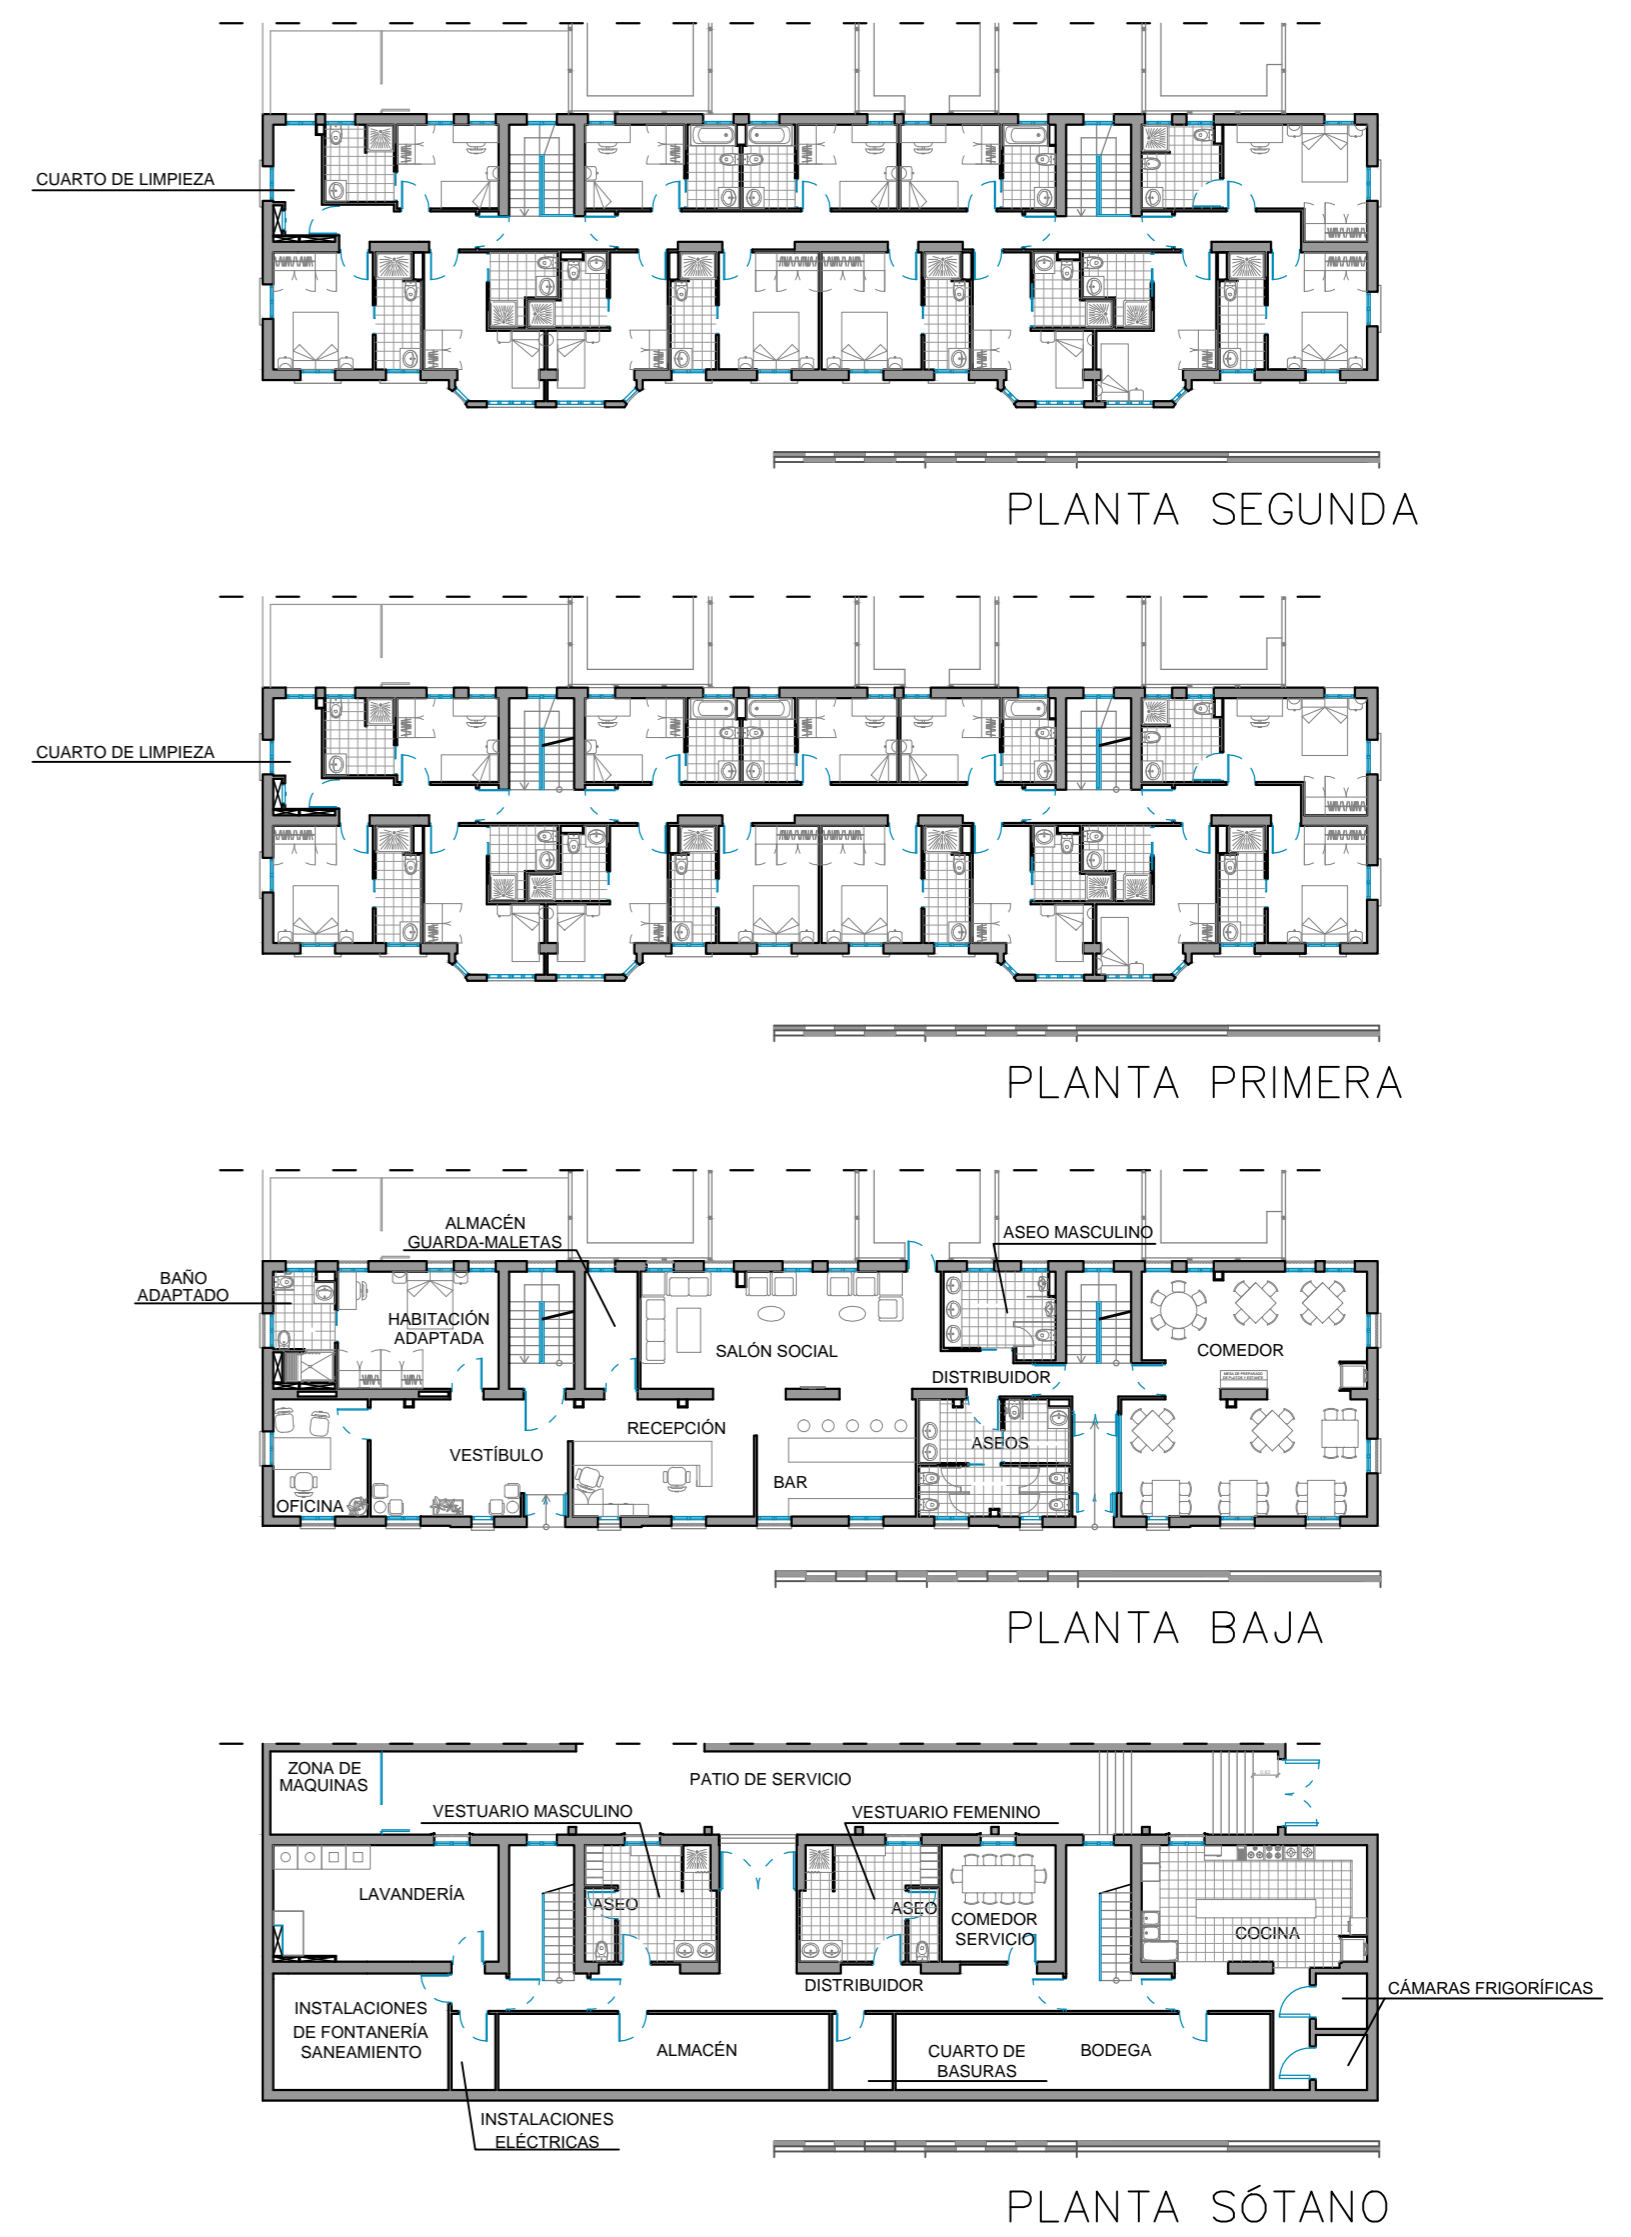 CUARTO DE LIMPIEZA
PLANTA SEGUNDA
CUARTO DE LIMPIEZA
PLANTA PRIMERA
ALMACÉN
GUARDA-MALETAS
ASEO MASCULINO
BAÑO
ADAPTADO
HABITACIÓN
ADAPTADA
SALÓN SOCIAL
COMEDOR
DISTRIBUIDOR
RECEPCIÓN
VESTÍBULO
ASEOS
BAR
OFICINA
PLANTA BAJA
ZONA DE
MAQUINAS
PATIO DE SERVICIO
VESTUARIO MASCULINO
VESTUARIO FEMENINO
LAVANDERÍA
ASEO
ASEO
COMEDOR
SERVICIO
COCINA
DISTRIBUIDOR
CÁMARAS FRIGORÍFICAS
INSTALACIONES
DE FONTANERÍA
SANEAMIENTO
ALMACÉN
CUARTO DE
BASURAS
BODEGA
INSTALACIONES
ELÉCTRICAS
PLANTA SÓTANO